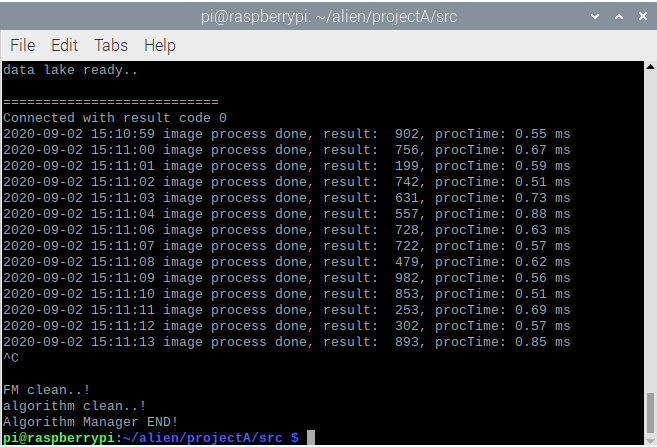 pi@raspberrypi: ~/alien/projectA/src
File Edit Tabs Help
data lake ready..
===========================
Connected with result code 0
2020-09-02 15:10:59 image process done, result:  902, procTime: 0.55 ms
2020-09-02 15:11:00 image process done, result:  756, procTime: 0.67 ms
2020-09-02 15:11:01 image process done, result:  199, procTime: 0.59 ms
2020-09-02 15:11:02 image process done, result:  742, procTime: 0.51 ms
2020-09-02 15:11:03 image process done, result:  631, procTime: 0.73 ms
2020-09-02 15:11:04 image process done, result:  557, procTime: 0.88 ms
2020-09-02 15:11:06 image process done, result:  728, procTime: 0.63 ms
2020-09-02 15:11:07 image process done, result:  722, procTime: 0.57 ms
2020-09-02 15:11:08 image process done, result:  479, procTime: 0.62 ms
2020-09-02 15:11:09 image process done, result:  982, procTime: 0.56 ms
2020-09-02 15:11:10 image process done, result:  853, procTime: 0.51 ms
2020-09-02 15:11:11 image process done, result:  253, procTime: 0.69 ms
2020-09-02 15:11:12 image process done, result:  302, procTime: 0.57 ms
2020-09-02 15:11:13 image process done, result:  893, procTime: 0.85 ms
^C
FM clean..!
algorithm clean..!
Algorithm Manager END!
pi@raspberrypi:~/alien/projectA/src $